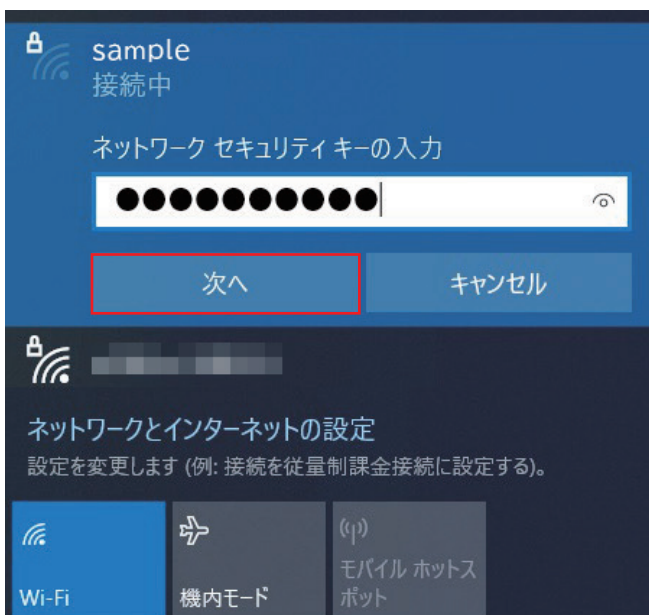 sample
接続中
ネットワーク セキュリティ キーの入力
●●●●●●●●●●
次へ
キャンセル
ネットワークとインターネットの設定
設定を変更します (例: 接続を従量制課金接続に設定する)。
Wi-Fi
機内モード
モバイル ホットス
ポット